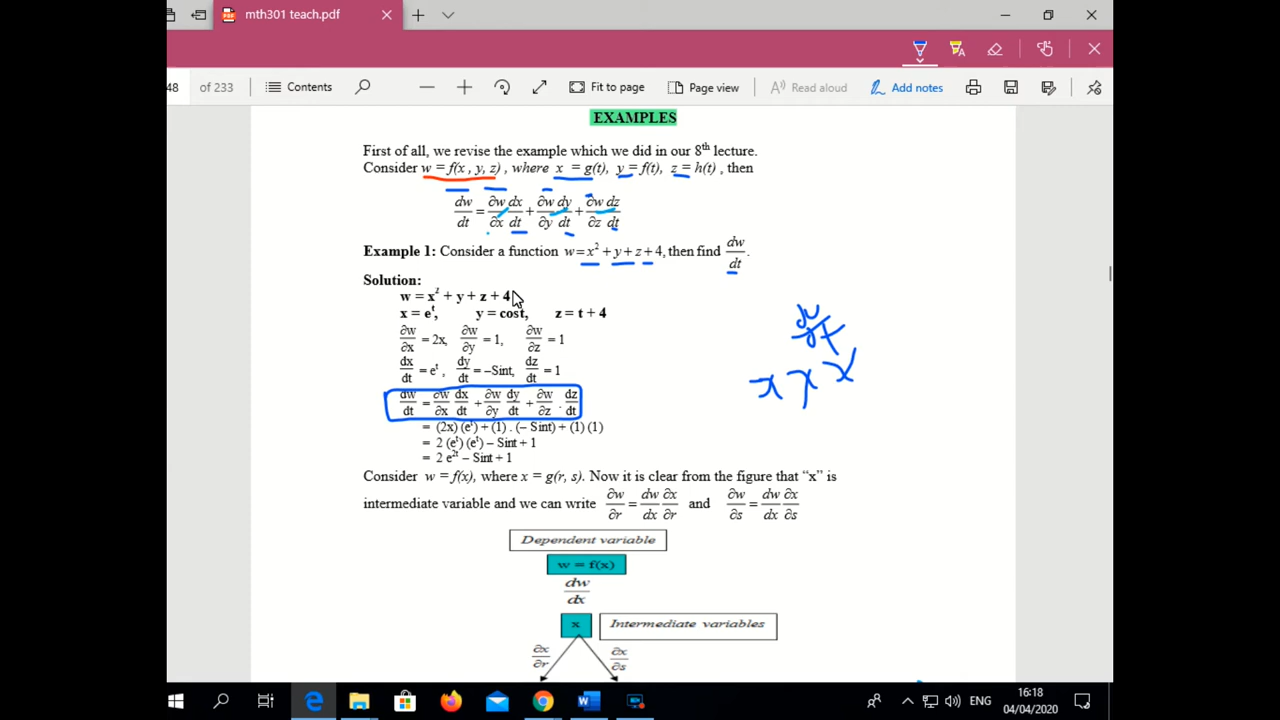 mth301 teach.pdf
48 of 233 Contents Fit to page Page view Read aloud Add notes
EXAMPLES
First of all, we revise the example which we did in our 8th lecture.
Consider w = f(x, y, z), where x = g(t), y = f(t), z = h(t), then
dw/dt = ∂w/∂x dx/dt + ∂w/∂y dy/dt + ∂w/∂z dz/dt
Example 1: Consider a function w = x² + y + z + 4, then find dw/dt.
Solution:
w = x² + y + z + 4
x = eᵗ, y = cost, z = t + 4
∂w/∂x = 2x, ∂w/∂y = 1, ∂w/∂z = 1
dx/dt = eᵗ, dy/dt = –Sint, dz/dt = 1
dw/dt = ∂w/∂x . dx/dt + ∂w/∂y . dy/dt + ∂w/∂z . dz/dt
= (2x) (eᵗ) + (1) . (– Sint) + (1) (1)
= 2 (eᵗ) (eᵗ) – Sint + 1
= 2 e²ᵗ – Sint + 1
x x x
Consider w = f(x), where x = g(r, s). Now it is clear from the figure that “x” is
intermediate variable and we can write ∂w/∂r = dw/dx ∂x/∂r and ∂w/∂s = dw/dx ∂x/∂s
Dependent variable
w = f(x)
dw/dx
x Intermediate variables
∂x/∂r ∂x/∂s
ENG 16:18
04/04/2020